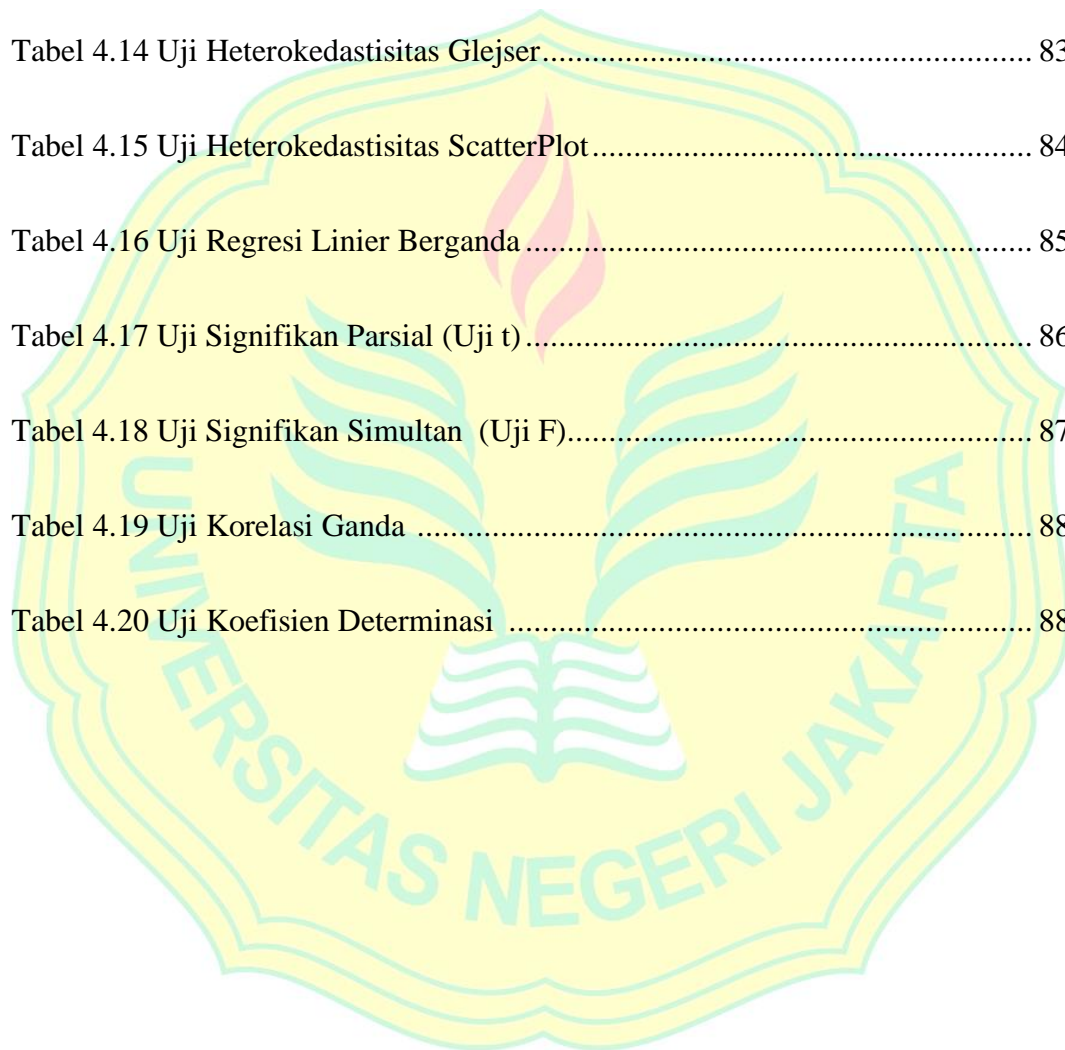 Tabel 4.14 Uji Heterokedastisitas Glejser........................................................ 83
Tabel 4.15 Uji Heterokedastisitas ScatterPlot.................................................. 84
Tabel 4.16 Uji Regresi Linier Berganda .......................................................... 85
Tabel 4.17 Uji Signifikan Parsial (Uji t) .......................................................... 86
Tabel 4.18 Uji Signifikan Simultan  (Uji F)..................................................... 87
Tabel 4.19 Uji Korelasi Ganda ...................................................................... 88
Tabel 4.20 Uji Koefisien Determinasi ............................................................ 88
UNIVERSITAS NEGERI JAKARTA